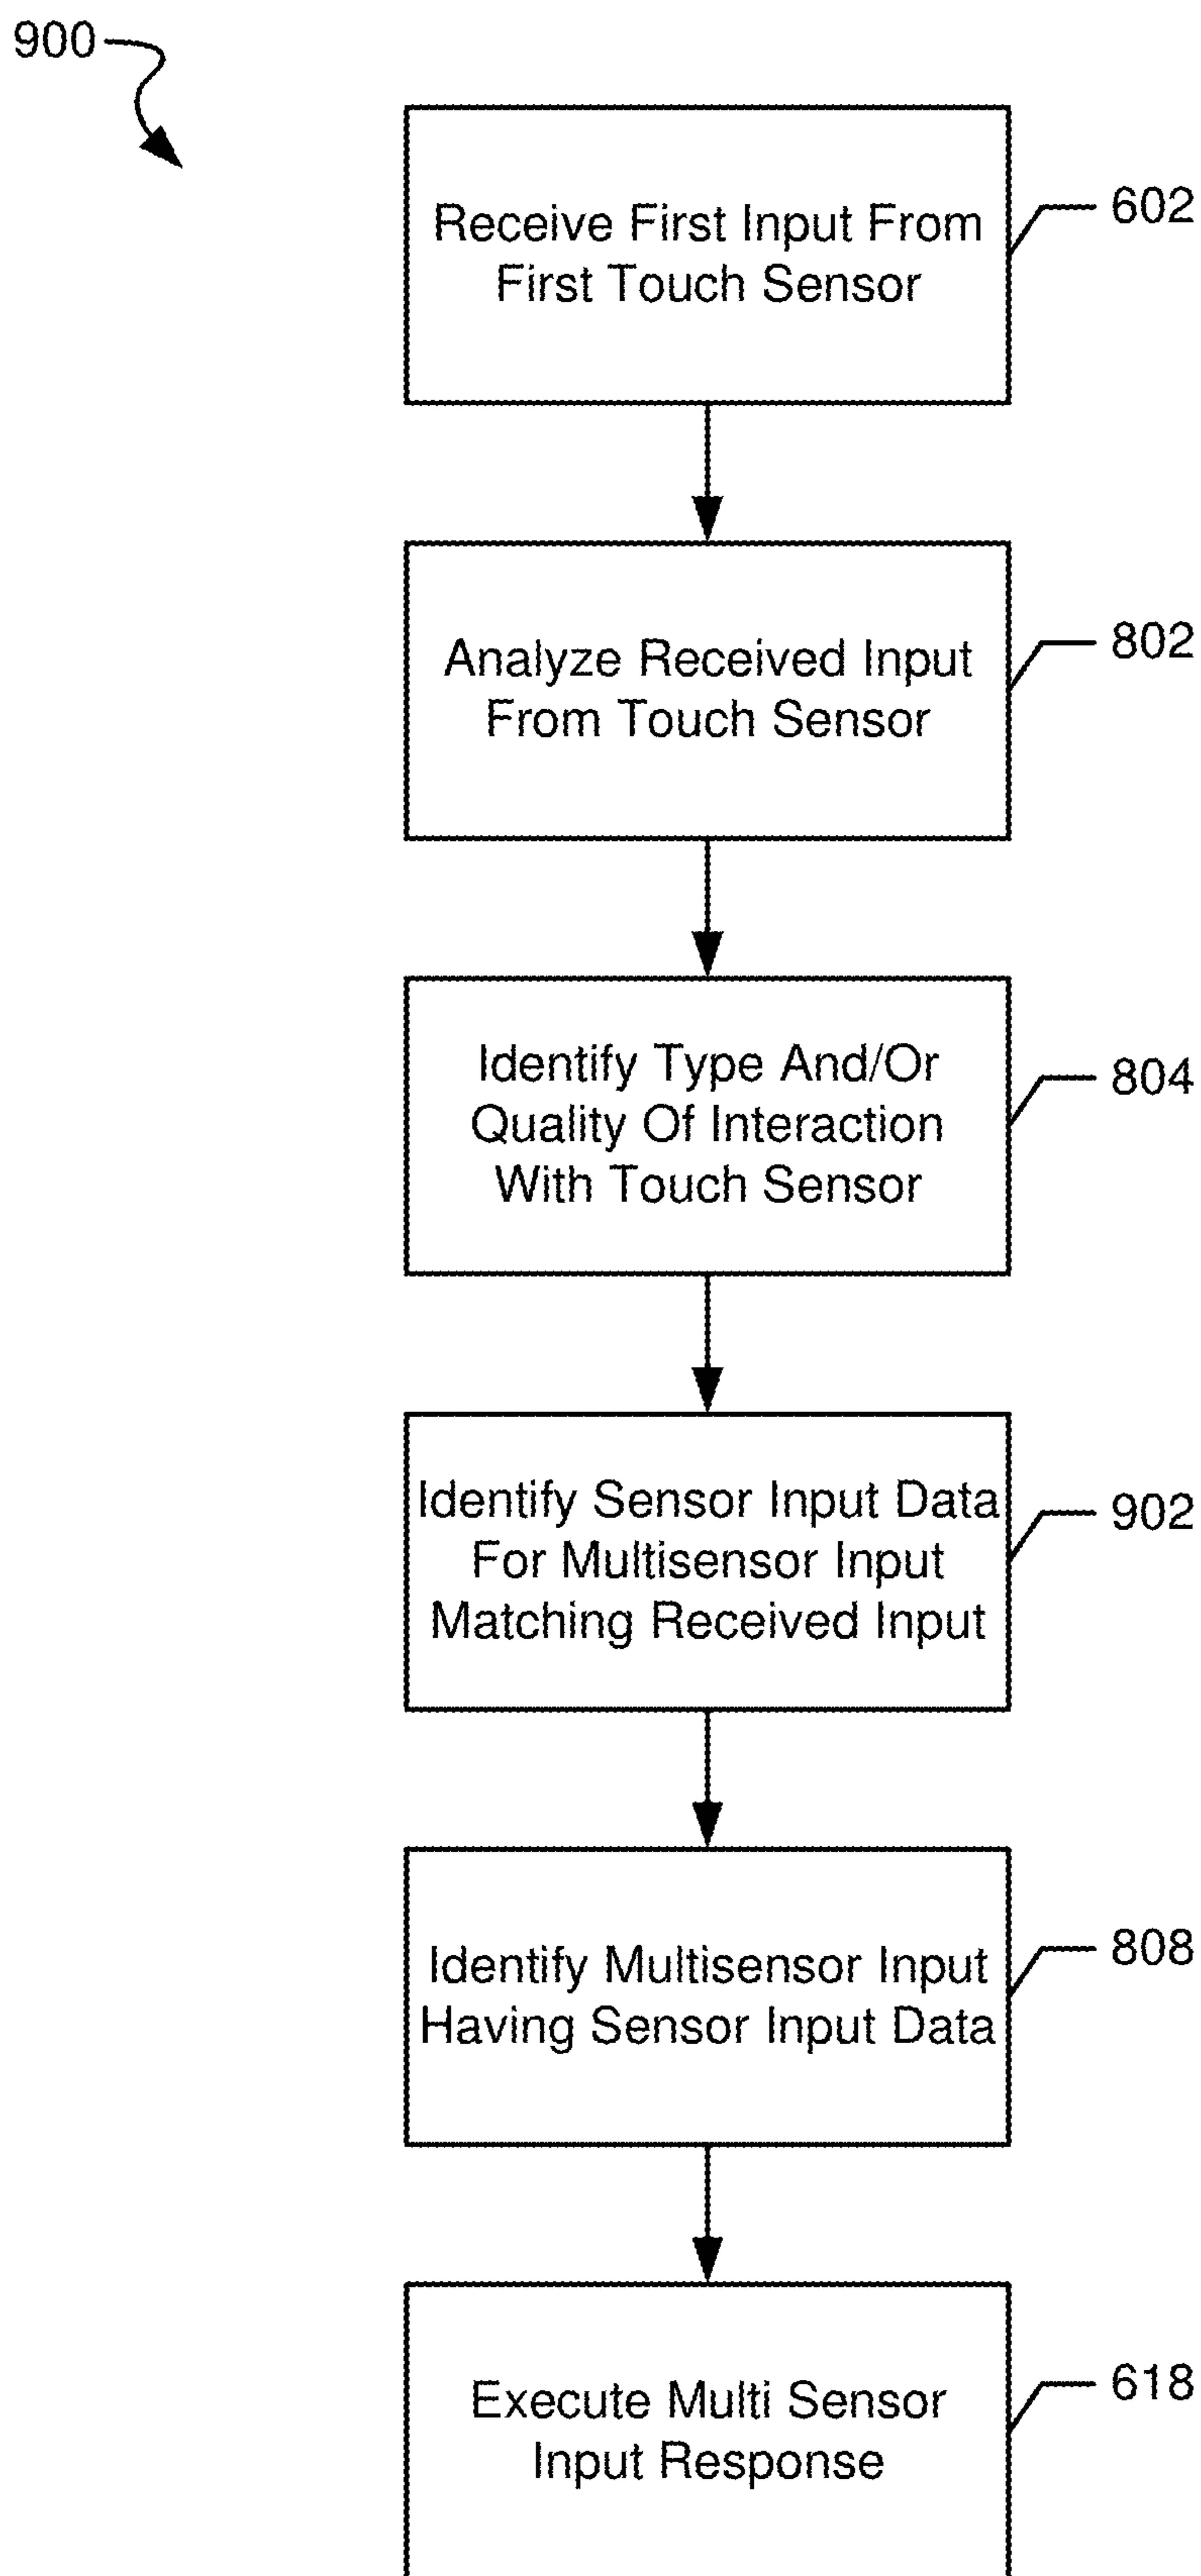 900
Receive First Input From
First Touch Sensor
602
Analyze Received Input
From Touch Sensor
802
Identify Type And/Or
Quality Of Interaction
With Touch Sensor
804
Identify Sensor Input Data
For Multisensor Input
Matching Received Input
902
Identify Multisensor Input
Having Sensor Input Data
808
Execute Multi Sensor
Input Response
618